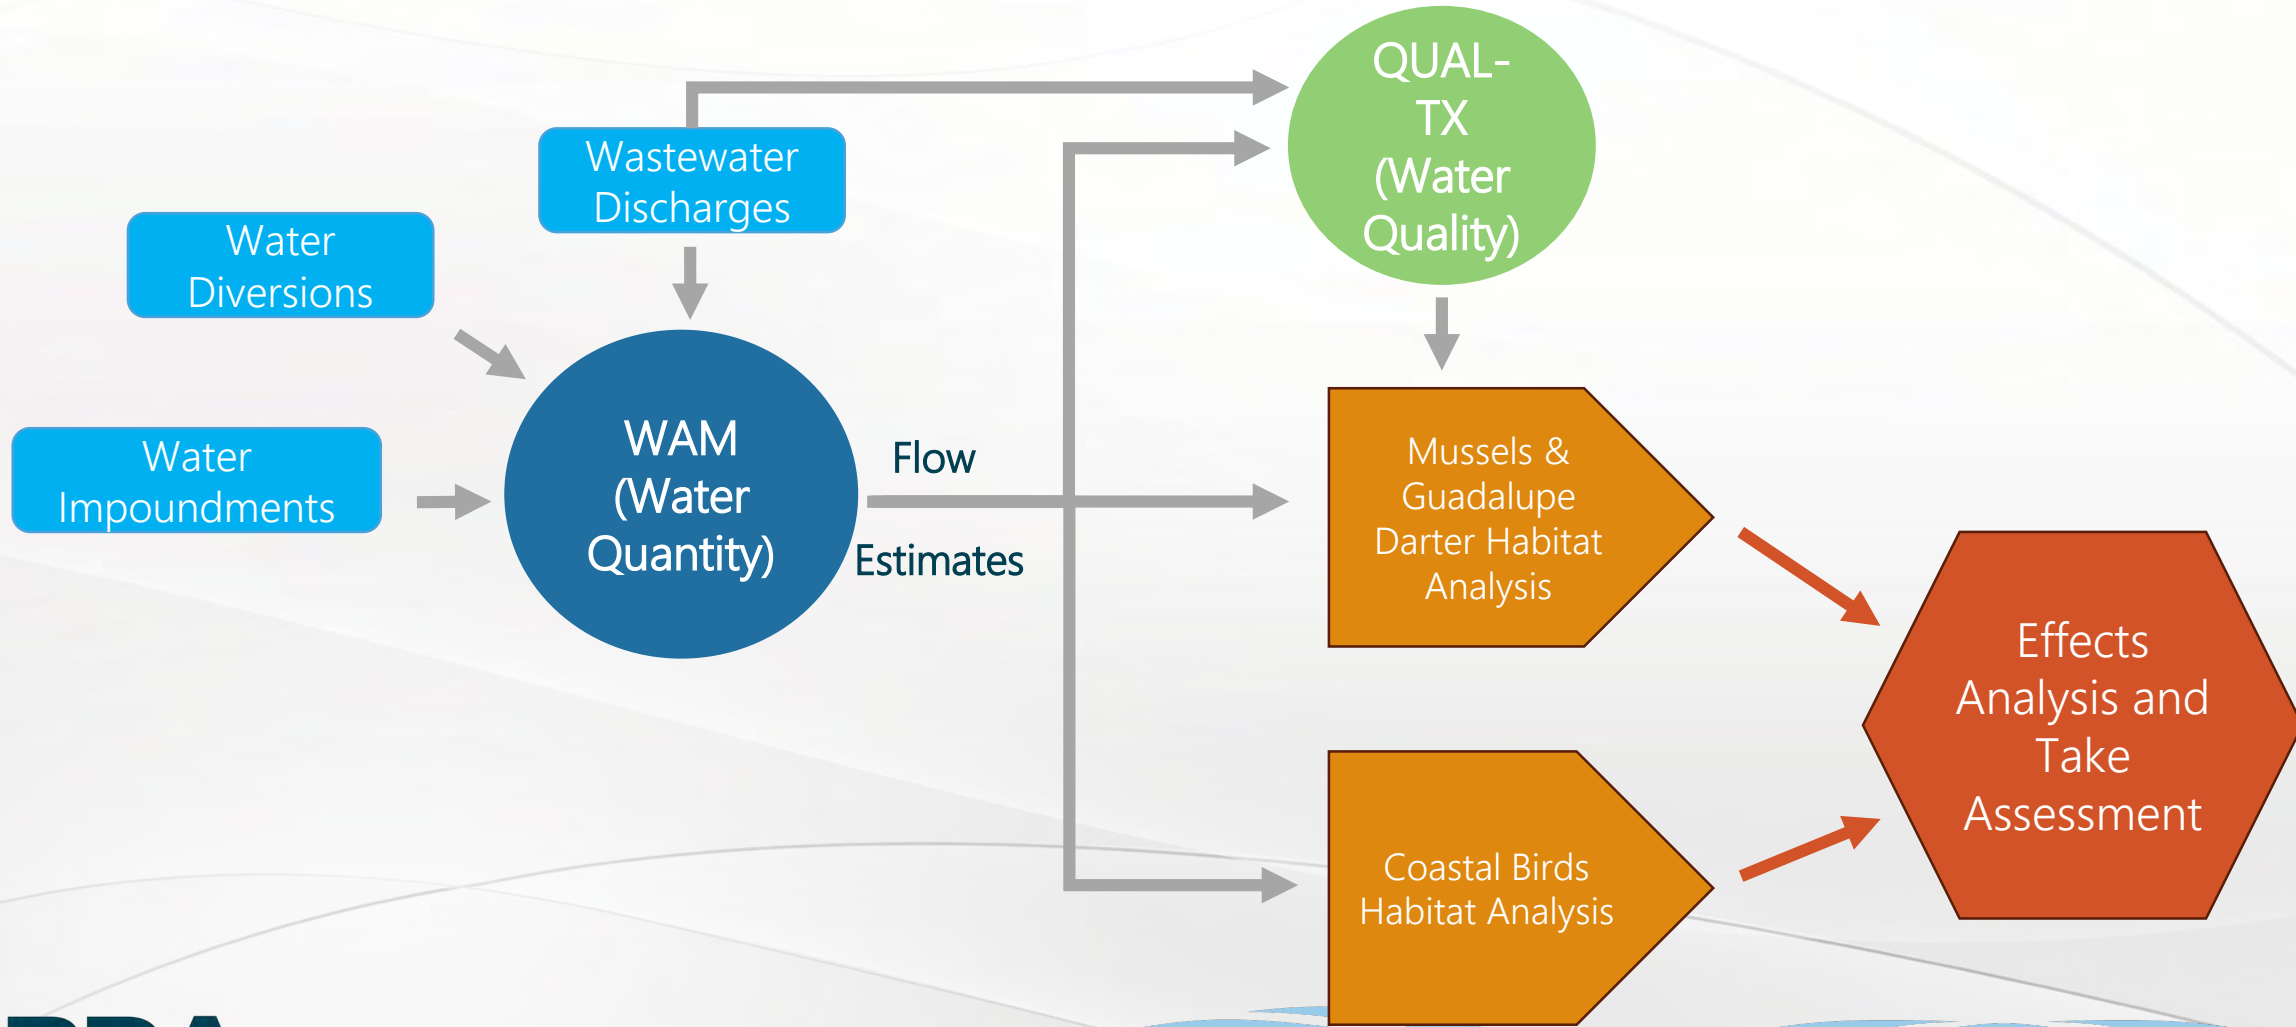 QUAL-
TX
(Water
Quality)
Wastewater
Discharges
Water
Diversions
Water
Impoundments
WAM
(Water
Quantity)
Flow
Estimates
Mussels &
Guadalupe
Darter Habitat
Analysis
Coastal Birds
Habitat Analysis
Effects
Analysis and
Take
Assessment